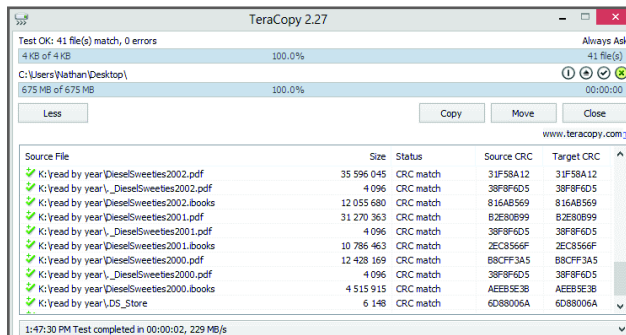 TeraCopy 2.27
Test OK: 41 file(s) match, 0 errors Always Ask
4 KB of 4 KB 100.0% 41 file(s)
C:\Users\Nathan\Desktop\
675 MB of 675 MB 100.0% 00:00:00
Less Copy Move Close
www.teracopy.com
Source File Size Status Source CRC Target CRC
K:\read by year\DieselSweeties2002.pdf 35 596 045 CRC match 31F58A12 31F58A12
K:\read by year\._DieselSweeties2002.pdf 4 096 CRC match 38F8F6D5 38F8F6D5
K:\read by year\DieselSweeties2002.ibooks 12 055 680 CRC match 816AB569 816AB569
K:\read by year\DieselSweeties2001.pdf 31 270 363 CRC match B2E80B99 B2E80B99
K:\read by year\._DieselSweeties2001.pdf 4 096 CRC match 38F8F6D5 38F8F6D5
K:\read by year\DieselSweeties2001.ibooks 10 786 463 CRC match 2EC8566F 2EC8566F
K:\read by year\DieselSweeties2000.pdf 12 428 169 CRC match B8CFF3A5 B8CFF3A5
K:\read by year\._DieselSweeties2000.pdf 4 096 CRC match 38F8F6D5 38F8F6D5
K:\read by year\DieselSweeties2000.ibooks 4 515 915 CRC match AEEB5E3B AEEB5E3B
K:\read by year\.DS_Store 6 148 CRC match 6D88006A 6D88006A
1:47:30 PM Test completed in 00:00:02, 229 MB/s